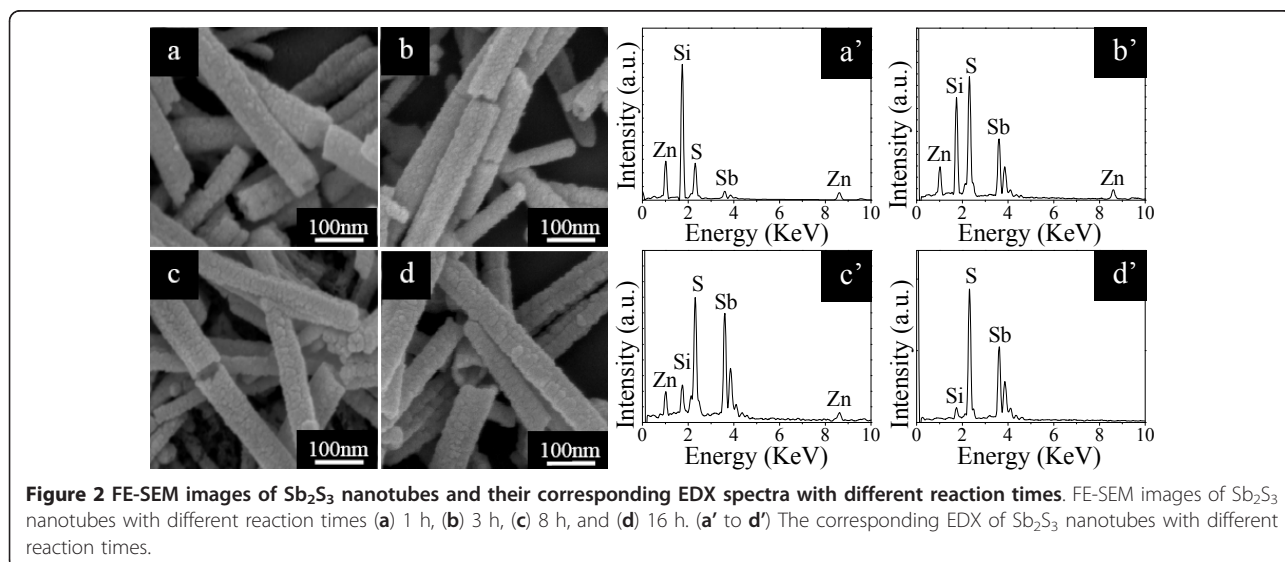 a
100nm
b
100nm
c
100nm
d
100nm
a’
Intensity (a.u.)
Zn
Si
S
Sb
Zn
0 2 4 6 8 10
Energy (KeV)
b’
Intensity (a.u.)
Zn
Si
S
Sb
Zn
0 2 4 6 8 10
Energy (KeV)
c’
Intensity (a.u.)
Zn
Si
S
Sb
Zn
0 2 4 6 8 10
Energy (KeV)
d’
Intensity (a.u.)
Si
S
Sb
0 2 4 6 8 10
Energy (KeV)
Figure 2 FE-SEM images of Sb₂S₃ nanotubes and their corresponding EDX spectra with different reaction times. FE-SEM images of Sb₂S₃
nanotubes with different reaction times (a) 1 h, (b) 3 h, (c) 8 h, and (d) 16 h. (a′ to d′) The corresponding EDX of Sb₂S₃ nanotubes with different
reaction times.